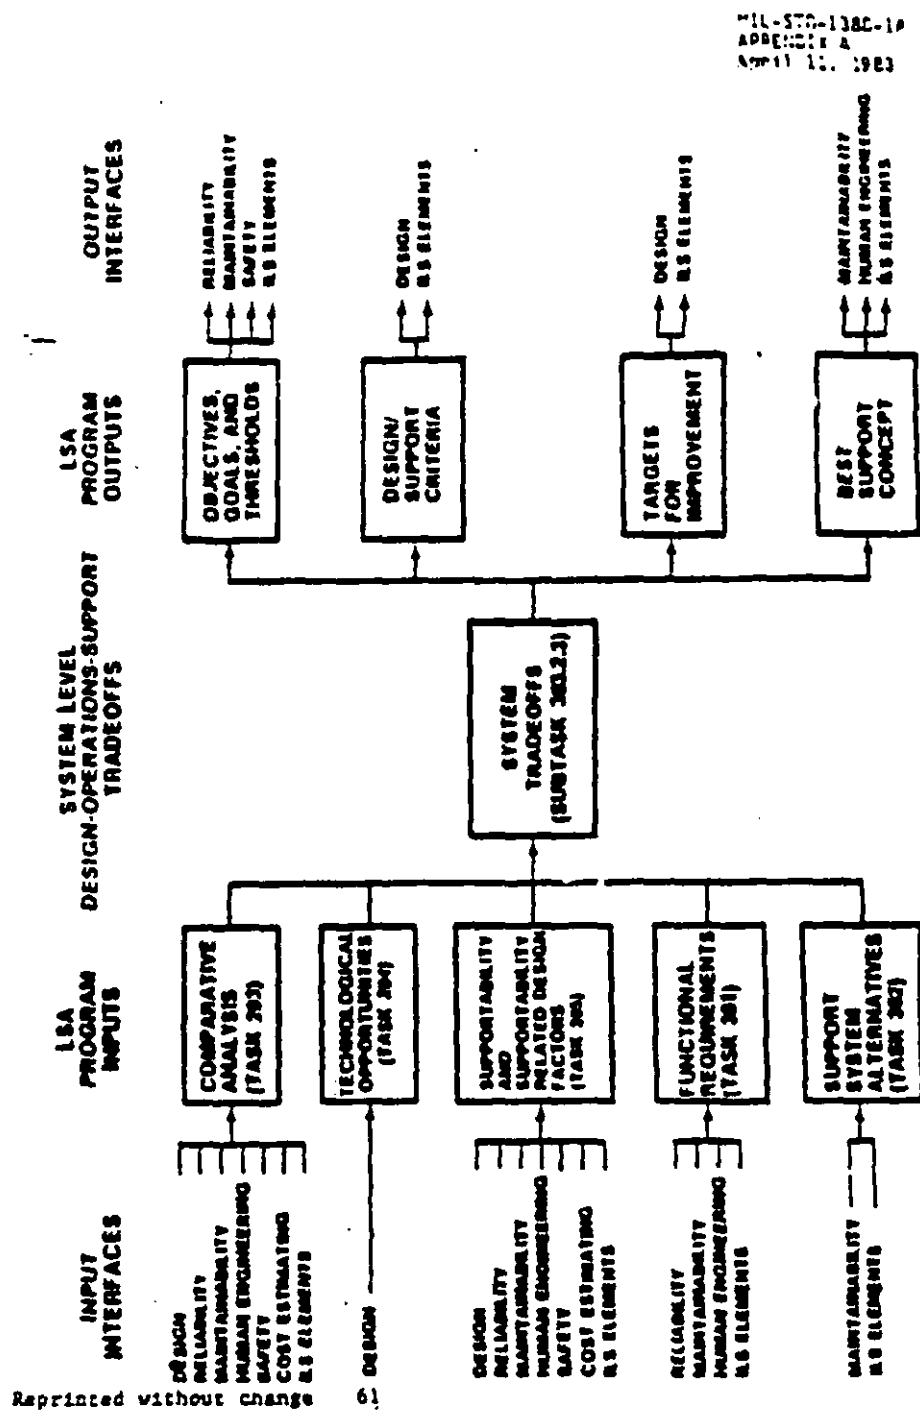 MIL-STD-1388-1A
APPENDIX A
April 11, 1983
INPUT
INTERFACES
LSA
PROGRAM
INPUTS
SYSTEM LEVEL
DESIGN-OPERATIONS-SUPPORT
TRADEOFFS
LSA
PROGRAM
OUTPUTS
OUTPUT
INTERFACES
DESIGN
RELIABILITY
MAINTAINABILITY
HUMAN ENGINEERING
SAFETY
COST ESTIMATING
ILS ELEMENTS
COMPARATIVE
ANALYSIS
(TASK 203)
DESIGN
TECHNOLOGICAL
OPPORTUNITIES
(TASK 204)
DESIGN
RELIABILITY
MAINTAINABILITY
HUMAN ENGINEERING
SAFETY
COST ESTIMATING
ILS ELEMENTS
SUPPORTABILITY
AND
SUPPORTABILITY
RELATED DESIGN
FACTORS
(TASK 205)
RELIABILITY
MAINTAINABILITY
HUMAN ENGINEERING
ILS ELEMENTS
FUNCTIONAL
REQUIREMENTS
(TASK 301)
MAINTAINABILITY
ILS ELEMENTS
SUPPORT
SYSTEM
ALTERNATIVES
(TASK 302)
SYSTEM
TRADEOFFS
(SUBTASK 303.2.3)
OBJECTIVES,
GOALS, AND
THRESHOLDS
RELIABILITY
MAINTAINABILITY
SAFETY
ILS ELEMENTS
DESIGN/
SUPPORT
CRITERIA
DESIGN
ILS ELEMENTS
TARGETS
FOR
IMPROVEMENT
DESIGN
ILS ELEMENTS
BEST
SUPPORT
CONCEPT
MAINTAINABILITY
HUMAN ENGINEERING
ILS ELEMENTS
Reprinted without change 61